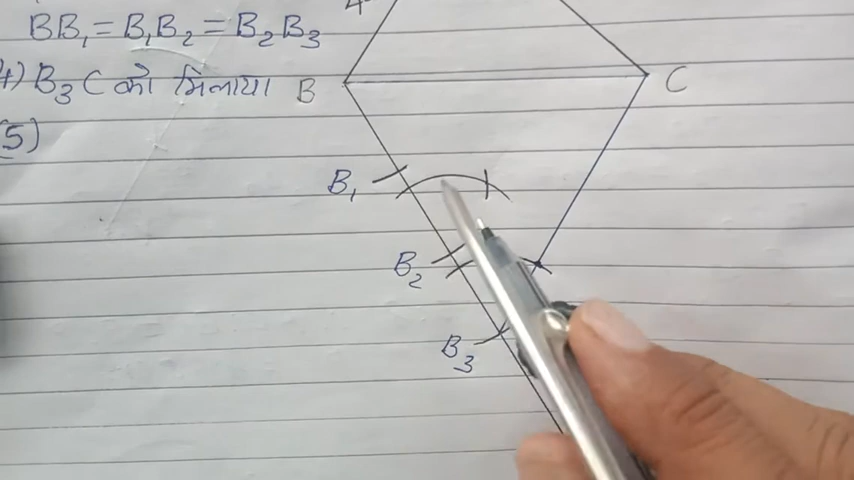 BB₁ = B₁B₂ = B₂B₃
4) B₃C को मिलाया
(5)
B
C
B₁
B₂
B₃